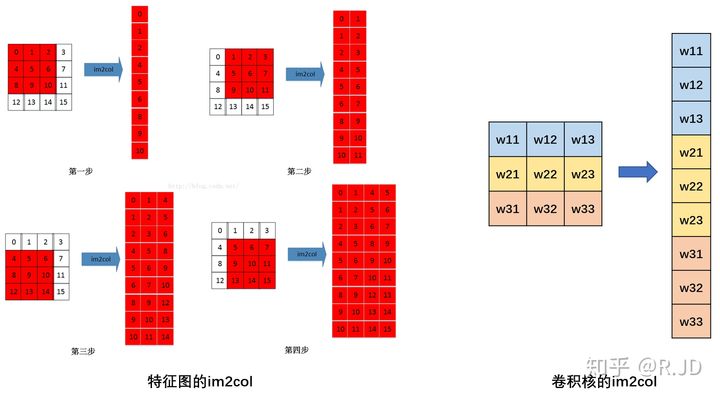 0 1 2 3
4 5 6 7
8 9 10 11
12 13 14 15
im2col
0
1
2
4
5
6
8
9
10
第一步
0 1 2 3
4 5 6 7
8 9 10 11
12 13 14 15
im2col
0 1
1 2
2 3
4 5
5 6
6 7
8 9
9 10
10 11
第二步
http://blog.csdn.net/
0 1 2 3
4 5 6 7
8 9 10 11
12 13 14 15
im2col
0 1 4
1 2 5
2 3 6
4 5 8
5 6 9
6 7 10
8 9 12
9 10 13
10 11 14
第三步
0 1 2 3
4 5 6 7
8 9 10 11
12 13 14 15
im2col
0 1 4 5
1 2 5 6
2 3 6 7
4 5 8 9
5 6 9 10
6 7 10 11
8 9 12 13
9 10 13 14
10 11 14 15
第四步
特征图的im2col
w11 w12 w13
w21 w22 w23
w31 w32 w33
w11
w12
w13
w21
w22
w23
w31
w32
w33
卷积核的im2col
知乎 @R.JD